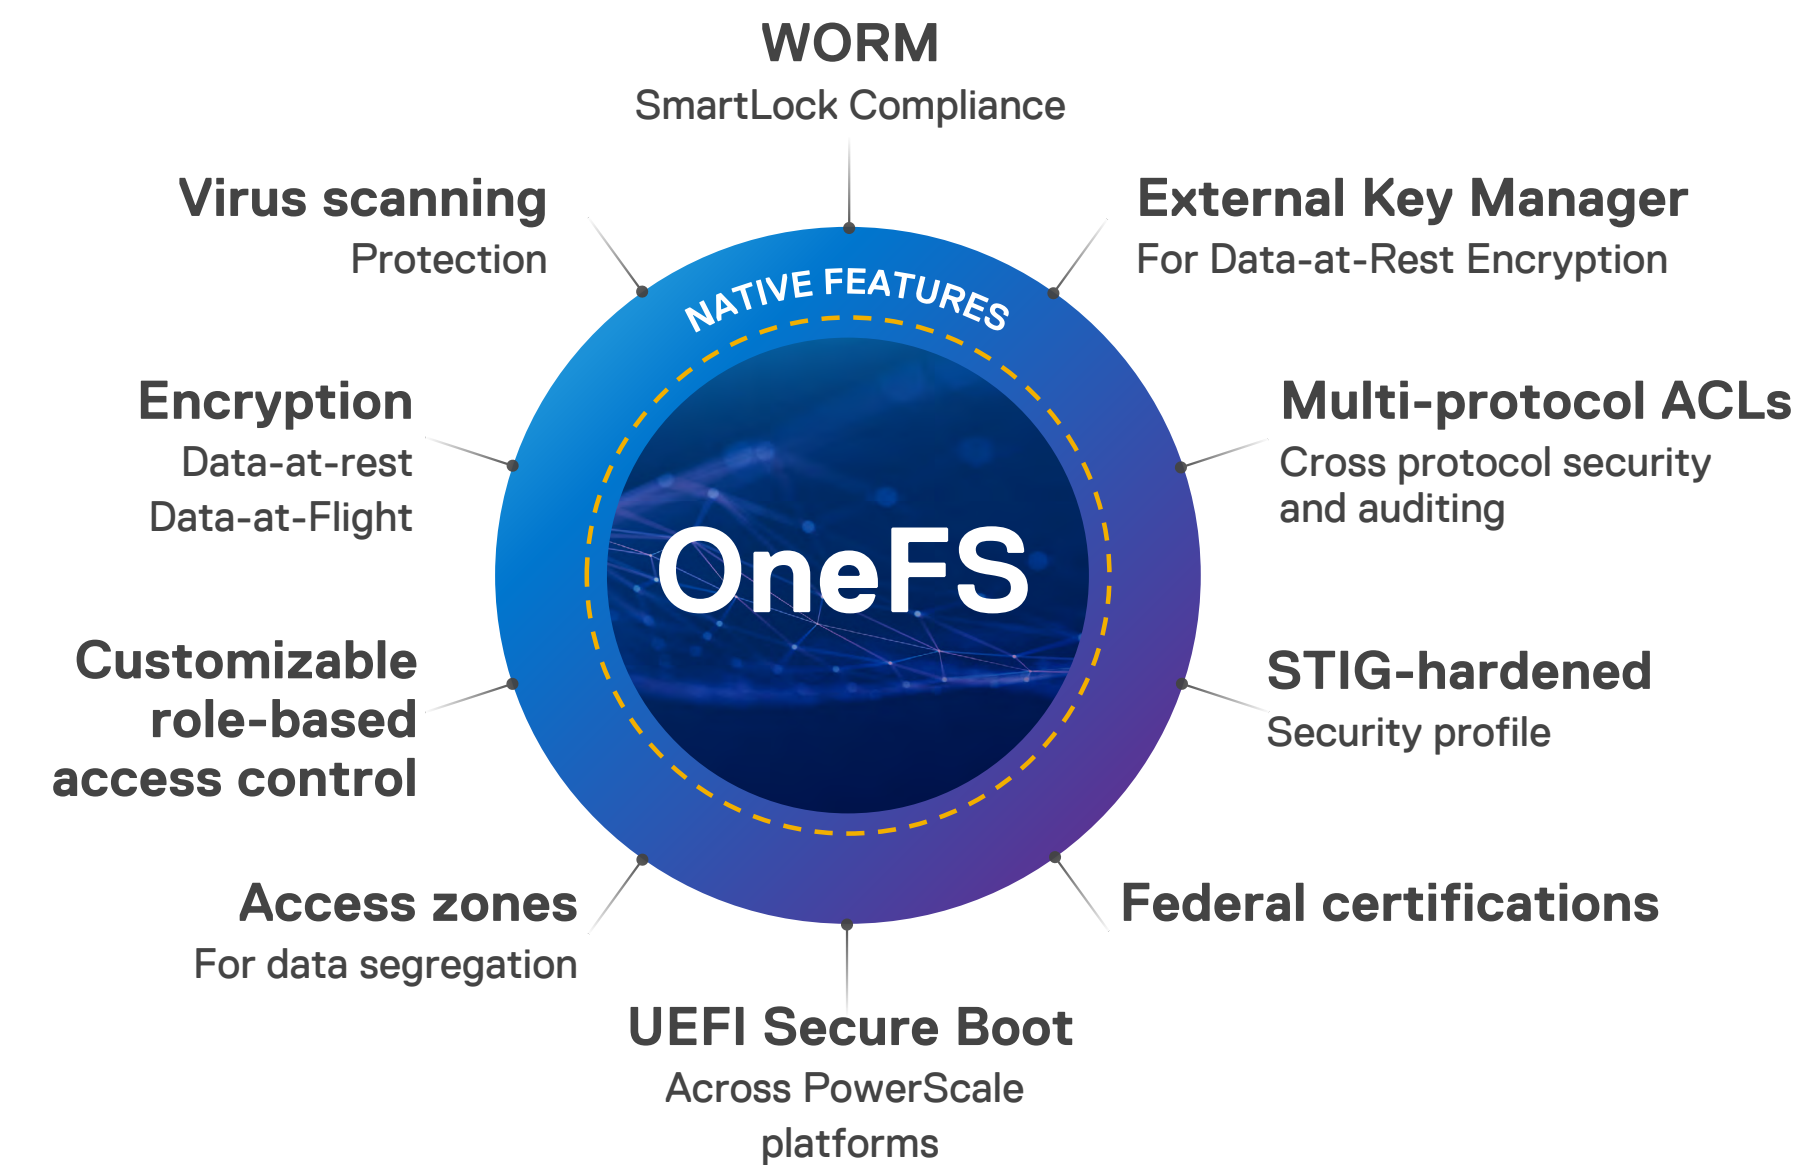 WORM
SmartLock Compliance
External Key Manager
For Data-at-Rest Encryption
Multi-protocol ACLs
Cross protocol security
and auditing
STIG-hardened
Security profile
Federal certifications
UEFI Secure Boot
Across PowerScale
platforms
Access zones
For data segregation
Customizable
role-based
access control
Encryption
Data-at-rest
Data-at-Flight
Virus scanning
Protection
NATIVE FEATURES
OneFS